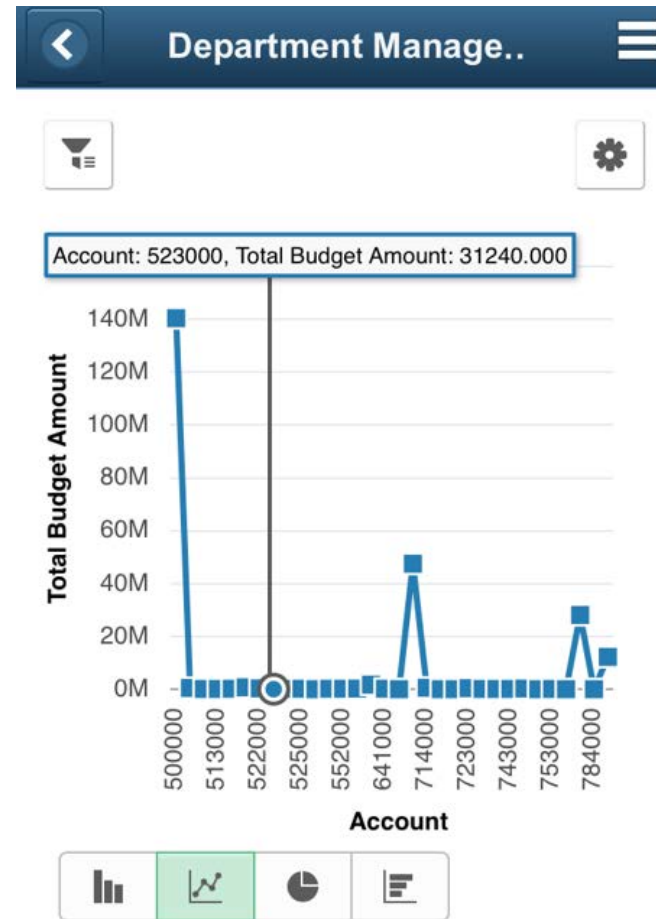 Department Manage..
Account: 523000, Total Budget Amount: 31240.000
140M
120M
100M
80M
60M
40M
20M
0M
Total Budget Amount
500000
513000
522000
525000
552000
641000
714000
723000
743000
753000
784000
Account